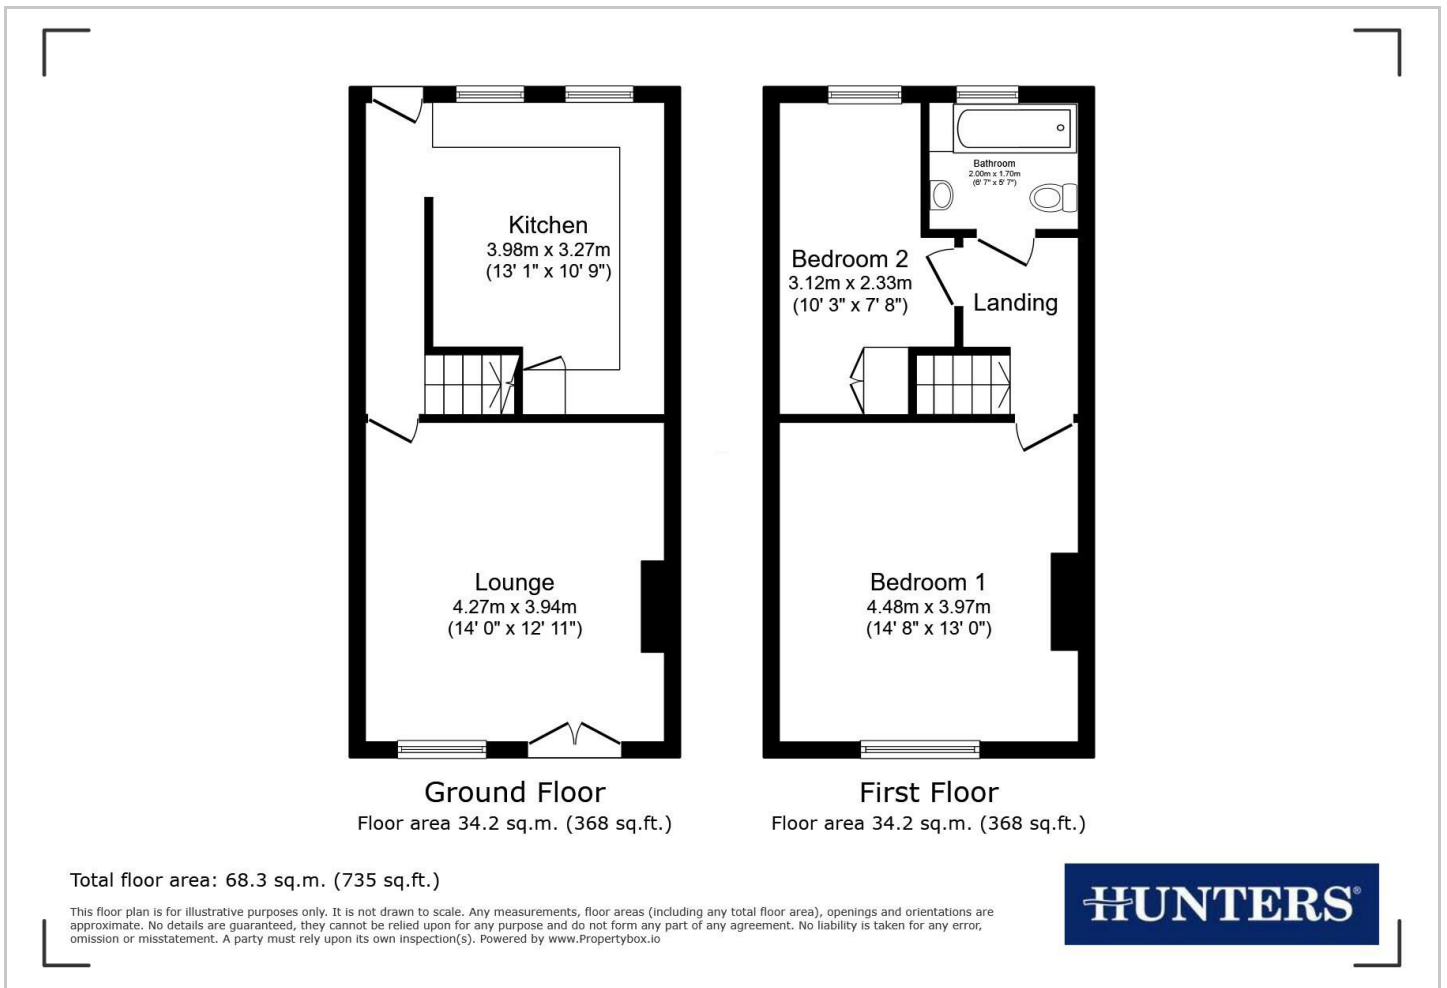 Kitchen
3.98m x 3.27m
(13' 1" x 10' 9")
Lounge
4.27m x 3.94m
(14' 0" x 12' 11")
Ground Floor
Floor area 34.2 sq.m. (368 sq.ft.)
Bathroom
2.00m x 1.70m
(6' 7" x 5' 7")
Bedroom 2
3.12m x 2.33m
(10' 3" x 7' 8")
Landing
Bedroom 1
4.48m x 3.97m
(14' 8" x 13' 0")
First Floor
Floor area 34.2 sq.m. (368 sq.ft.)
Total floor area: 68.3 sq.m. (735 sq.ft.)
This floor plan is for illustrative purposes only. It is not drawn to scale. Any measurements, floor areas (including any total floor area), openings and orientations are
approximate. No details are guaranteed, they cannot be relied upon for any purpose and do not form any part of any agreement. No liability is taken for any error,
omission or misstatement. A party must rely upon its own inspection(s). Powered by www.Propertybox.io
HUNTERS®